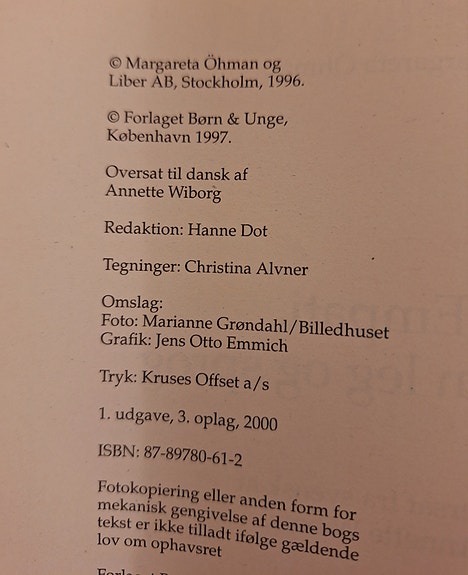 © Margareta Öhman og
Liber AB, Stockholm, 1996.
© Forlaget Børn & Unge,
København 1997.
Oversat til dansk af
Annette Wiborg
Redaktion: Hanne Dot
Tegninger: Christina Alvner
Omslag:
Foto: Marianne Grøndahl/Billedhuset
Grafik: Jens Otto Emmich
Tryk: Kruses Offset a/s
1. udgave, 3. oplag, 2000
ISBN: 87-89780-61-2
Fotokopiering eller anden form for
mekanisk gengivelse af denne bogs
tekst er ikke tilladt ifølge gældende
lov om ophavsret